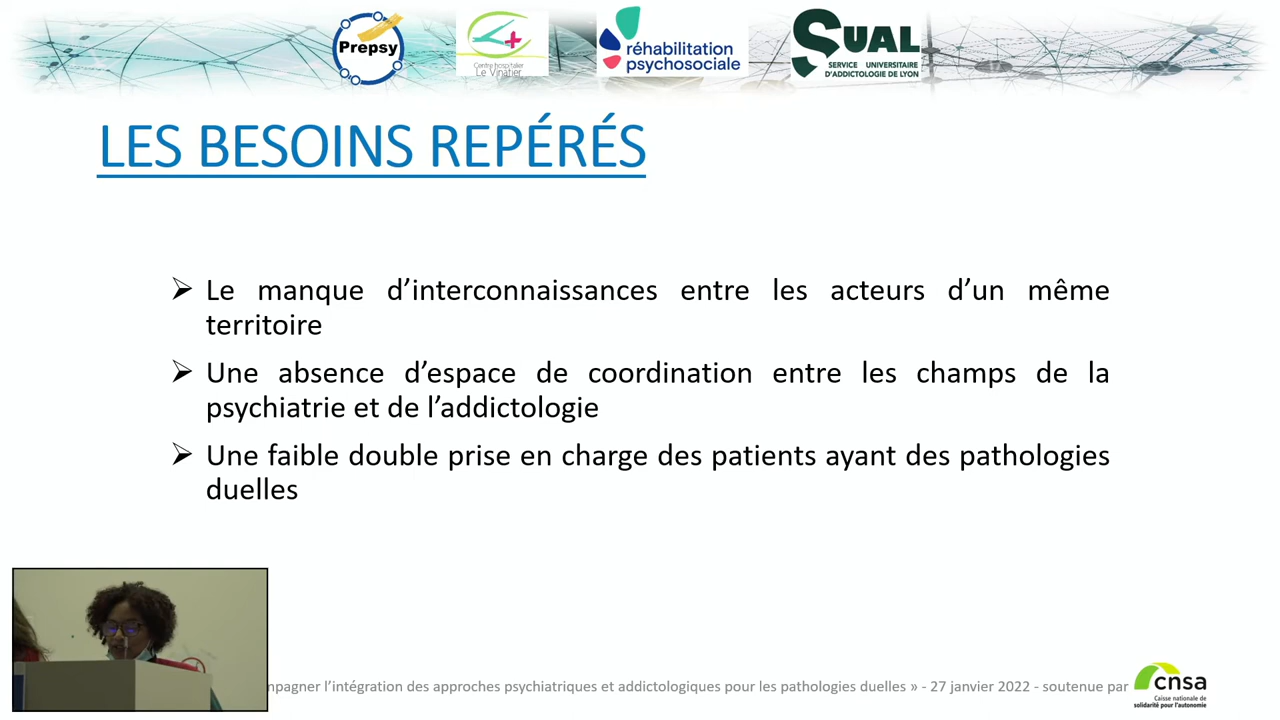 Prepsy
Centre hospitalier
Le Vinatier
réhabilitation
psychosociale
SUAL
SERVICE UNIVERSITAIRE
D'ADDICTOLOGIE DE LYON
LES BESOINS REPÉRÉS
➢ Le manque d’interconnaissances entre les acteurs d’un même
territoire
➢ Une absence d’espace de coordination entre les champs de la
psychiatrie et de l’addictologie
➢ Une faible double prise en charge des patients ayant des pathologies
duelles
l’intégration des approches psychiatriques et addictologiques pour les pathologies duelles » - 27 janvier 2022 - soutenue par
cnsa
Caisse nationale de
solidarité pour l'autonomie